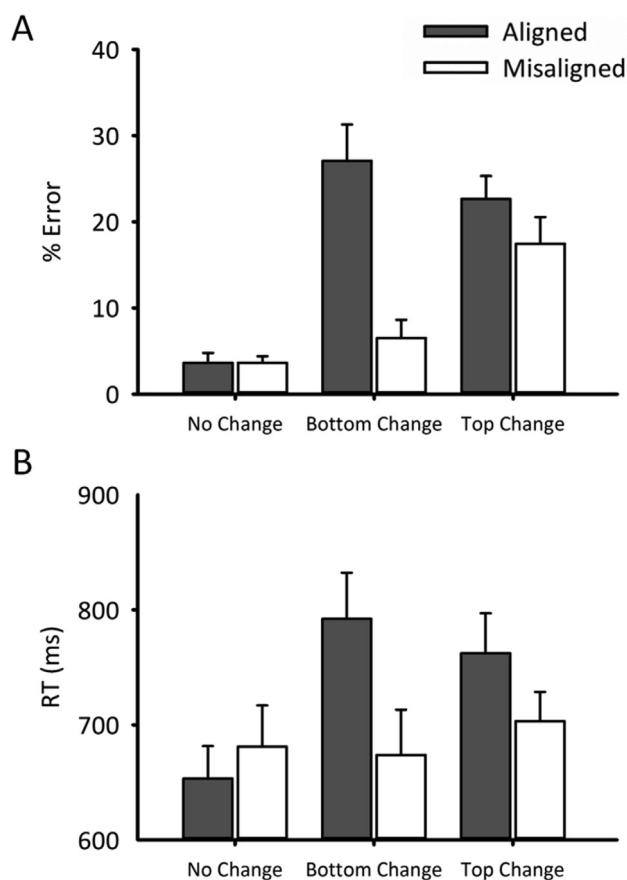 A
40
Aligned
Misaligned
30
% Error
20
10
0
No Change Bottom Change Top Change
B
900
800
RT (ms)
700
600
No Change Bottom Change Top Change